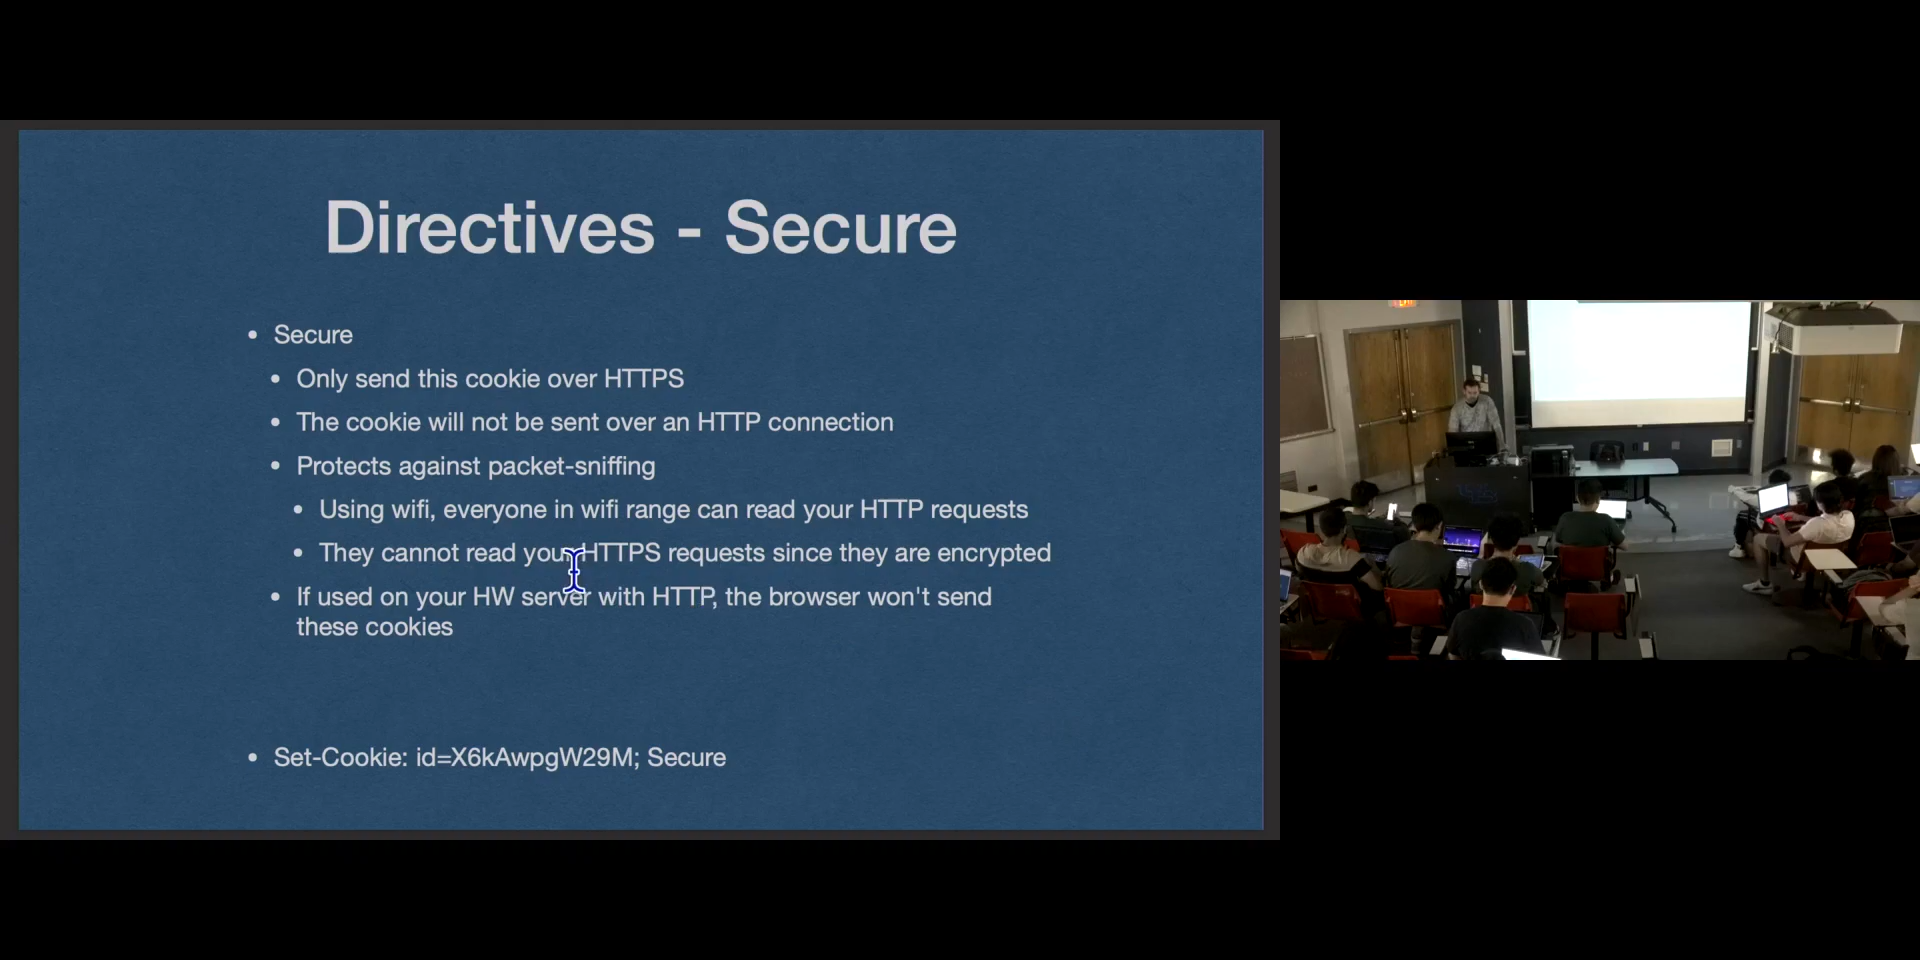 Directives - Secure
• Secure
• Only send this cookie over HTTPS
• The cookie will not be sent over an HTTP connection
• Protects against packet-sniffing
• Using wifi, everyone in wifi range can read your HTTP requests
• They cannot read your HTTPS requests since they are encrypted
• If used on your HW server with HTTP, the browser won't send
these cookies
• Set-Cookie: id=X6kAwpgW29M; Secure